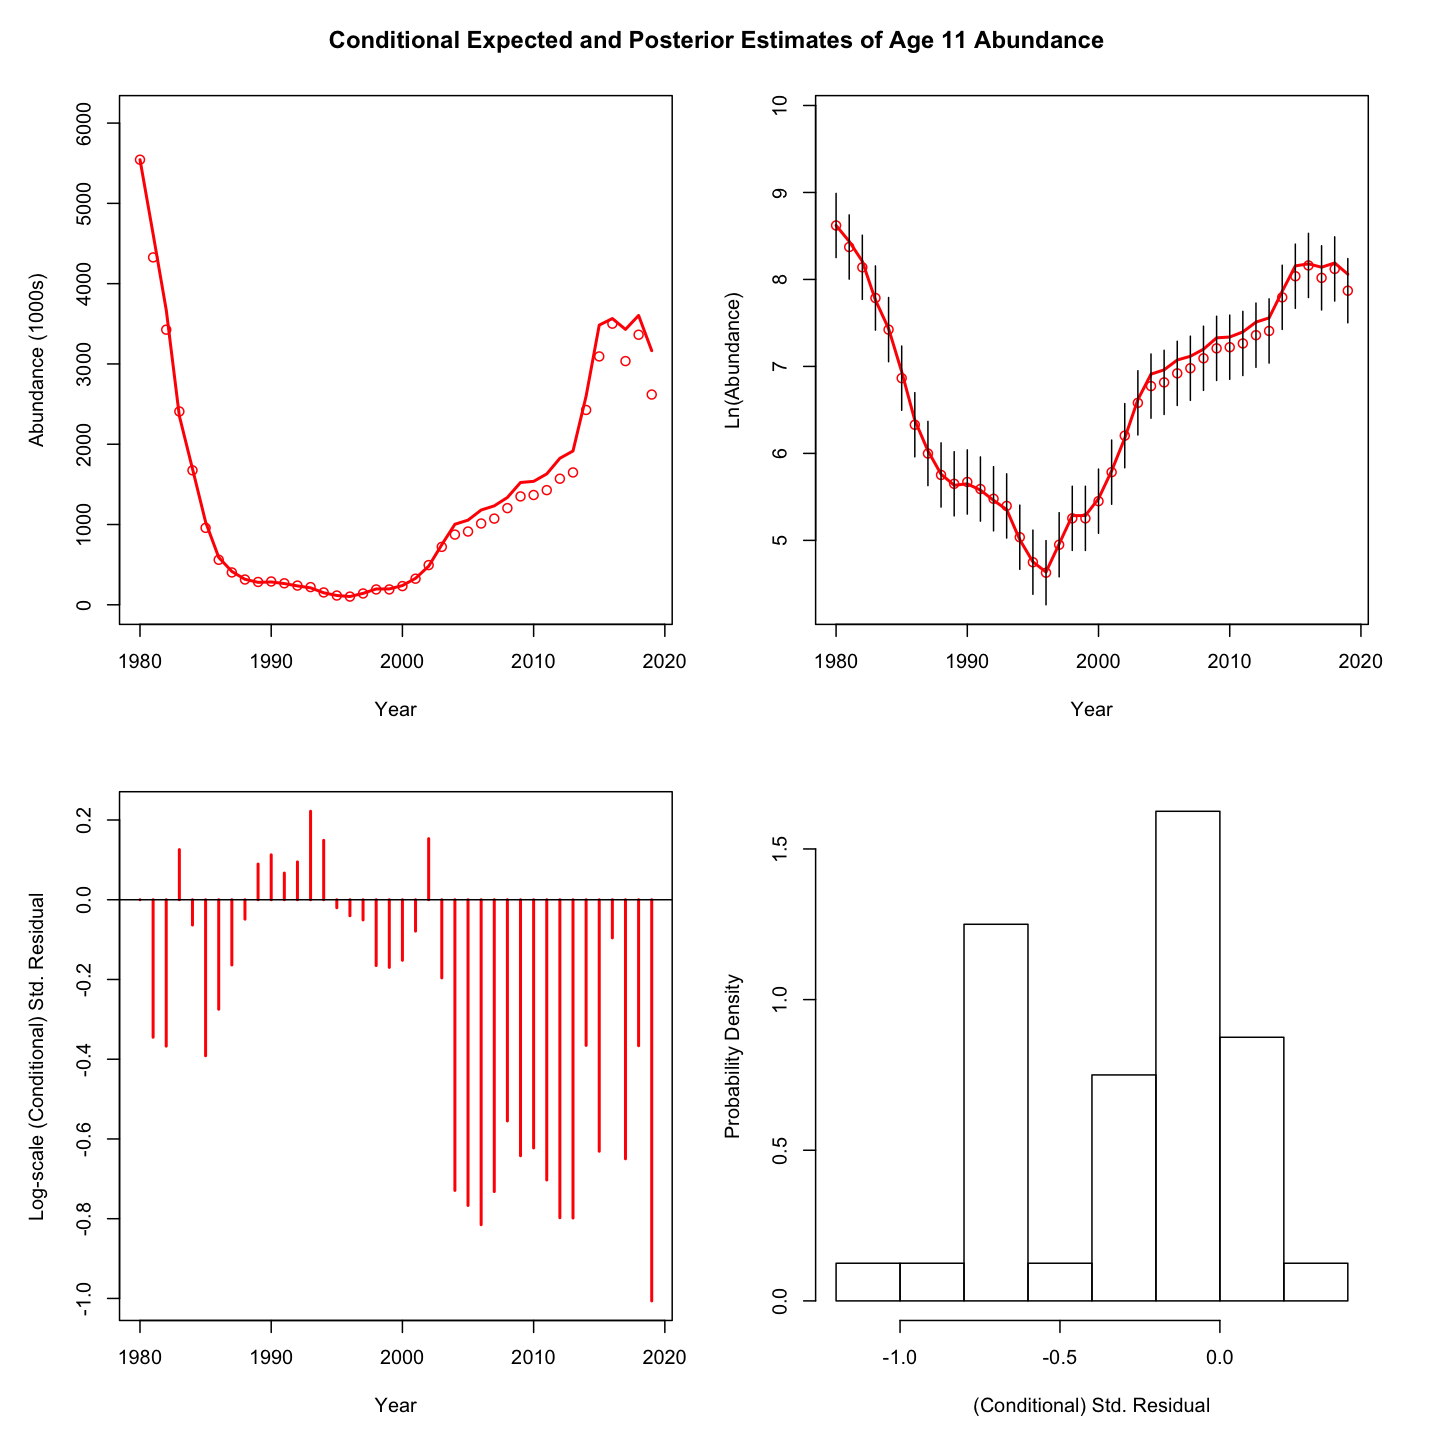 Conditional Expected and Posterior Estimates of Age 11 Abundance
Abundance (1000s)
6000
5000
4000
3000
2000
1000
0
1980 1990 2000 2010 2020
Year
Ln(Abundance)
10
9
8
7
6
5
1980 1990 2000 2010 2020
Year
Log-scale (Conditional) Std. Residual
0.2
0.0
-0.2
-0.4
-0.6
-0.8
-1.0
1980 1990 2000 2010 2020
Year
Probability Density
1.5
1.0
0.5
0.0
-1.0 -0.5 0.0
(Conditional) Std. Residual